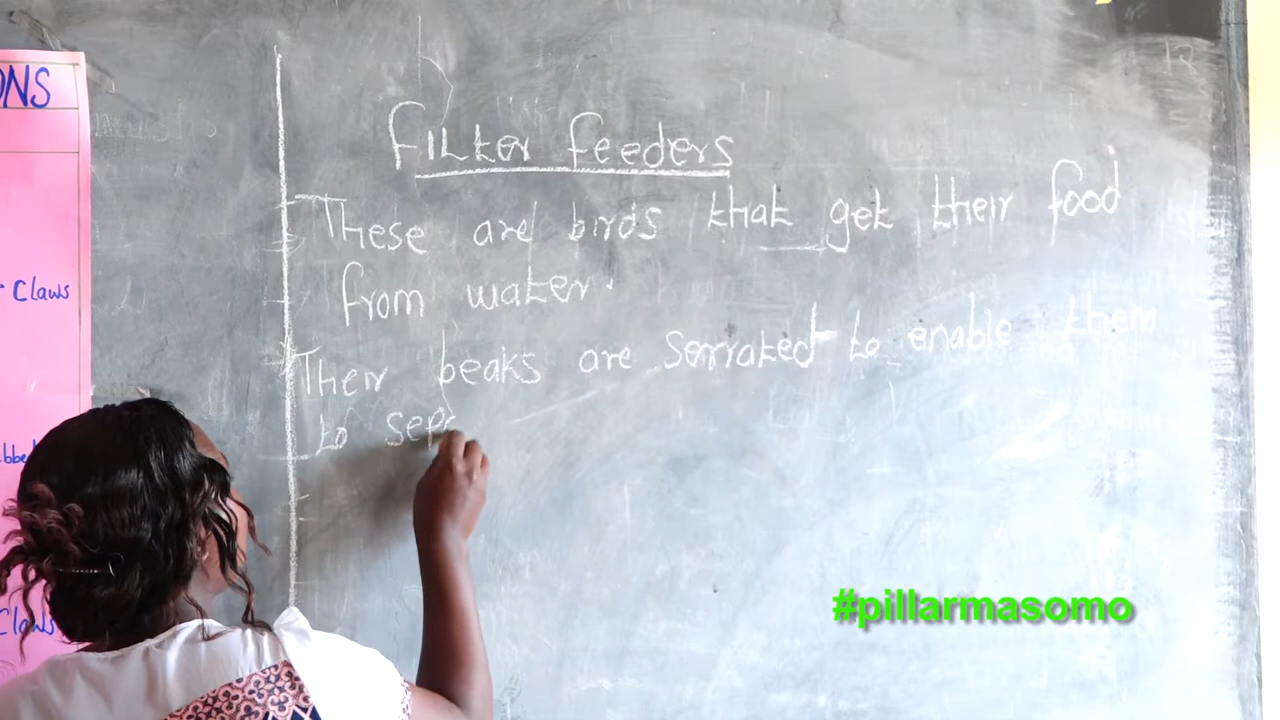 ONS
Claws
Claws
Filter feeders
These are birds that get their food
from water.
Their beaks are serrated to enable them
to sep
#pillarmasomo